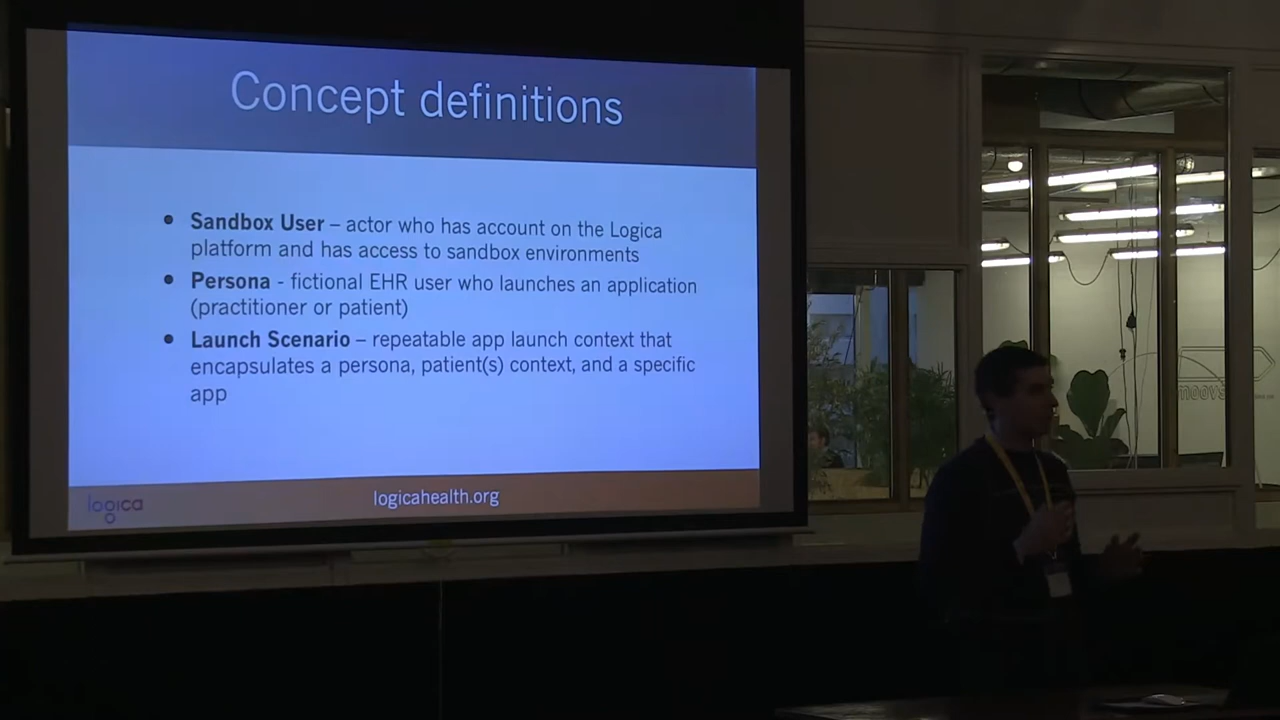 Concept definitions
• Sandbox User – actor who has account on the Logica
platform and has access to sandbox environments
• Persona - fictional EHR user who launches an application
(practitioner or patient)
• Launch Scenario – repeatable app launch context that
encapsulates a persona, patient(s) context, and a specific
app
logica
logicahealth.org